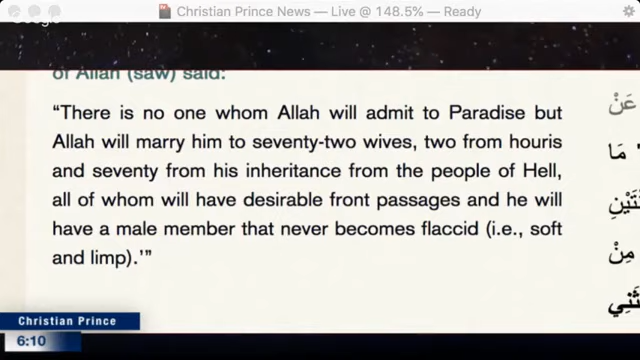 Christian Prince News — Live @ 148.5% — Ready
of Allah (saw) said:
“There is no one whom Allah will admit to Paradise but
Allah will marry him to seventy-two wives, two from houris
and seventy from his inheritance from the people of Hell,
all of whom will have desirable front passages and he will
have a male member that never becomes flaccid (i.e., soft
and limp).’”
عَنْ
مَا
مِنْ
Christian Prince
6:10